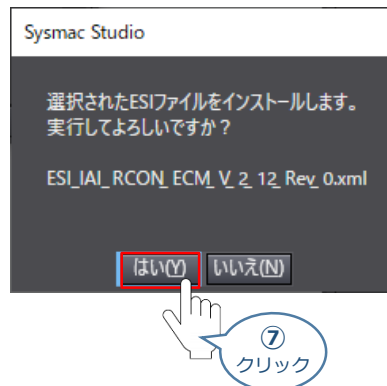 Sysmac Studio
選択されたESIファイルをインストールします。
実行してよろしいですか？
ESI_IAI_RCON_ECM_V_2_12_Rev_0.xml
はい(Y)
いいえ(N)
⑦
クリック